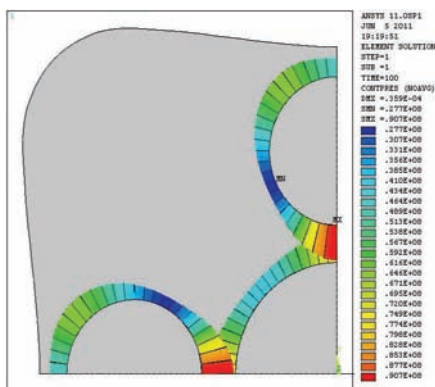 1
ANSYS 11.0SP1
JUN 5 2011
19:19:51
ELEMENT SOLUTION
STEP=1
SUB =1
TIME=100
CONTPRES (NOAVG)
DMX =.359E-04
SMN =.277E+08
SMX =.907E+08
.277E+08
.307E+08
.331E+08
.356E+08
.385E+08
.410E+08
.434E+08
.464E+08
.489E+08
.513E+08
.538E+08
.567E+08
.592E+08
.616E+08
.646E+08
.671E+08
.695E+08
.720E+08
.749E+08
.774E+08
.798E+08
.828E+08
.853E+08
.877E+08
.907E+08
MN
MX